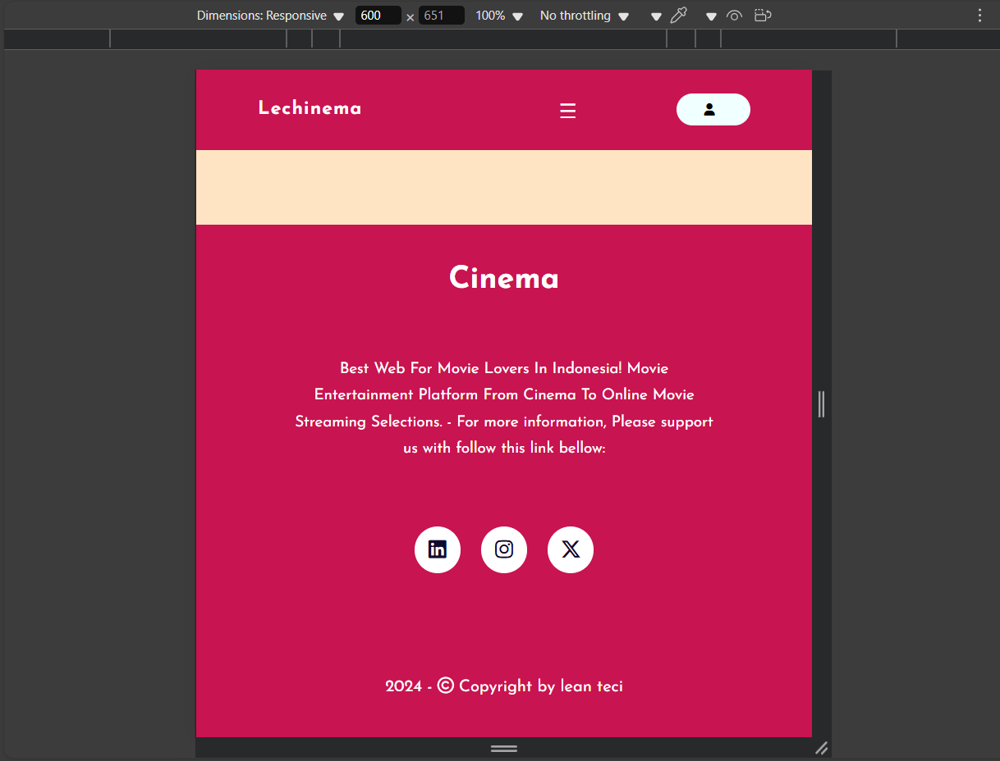 Dimensions: Responsive 600 × 651 100% No throttling
Lechinema
Cinema
Best Web For Movie Lovers In Indonesia! Movie
Entertainment Platform From Cinema To Online Movie
Streaming Selections. - For more information, Please support
us with follow this link bellow:
2024 - © Copyright by lean teci